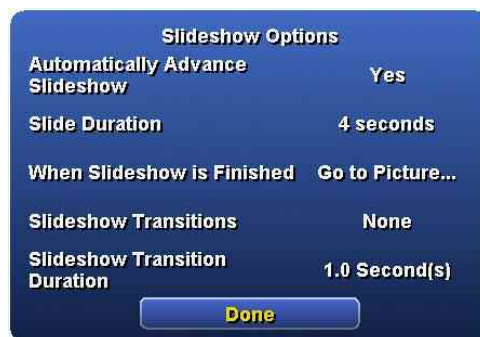 Slideshow Options
Automatically Advance
Slideshow
Yes
Slide Duration
4 seconds
When Slideshow is Finished
Go to Picture...
Slideshow Transitions
None
Slideshow Transition
Duration
1.0 Second(s)
Done